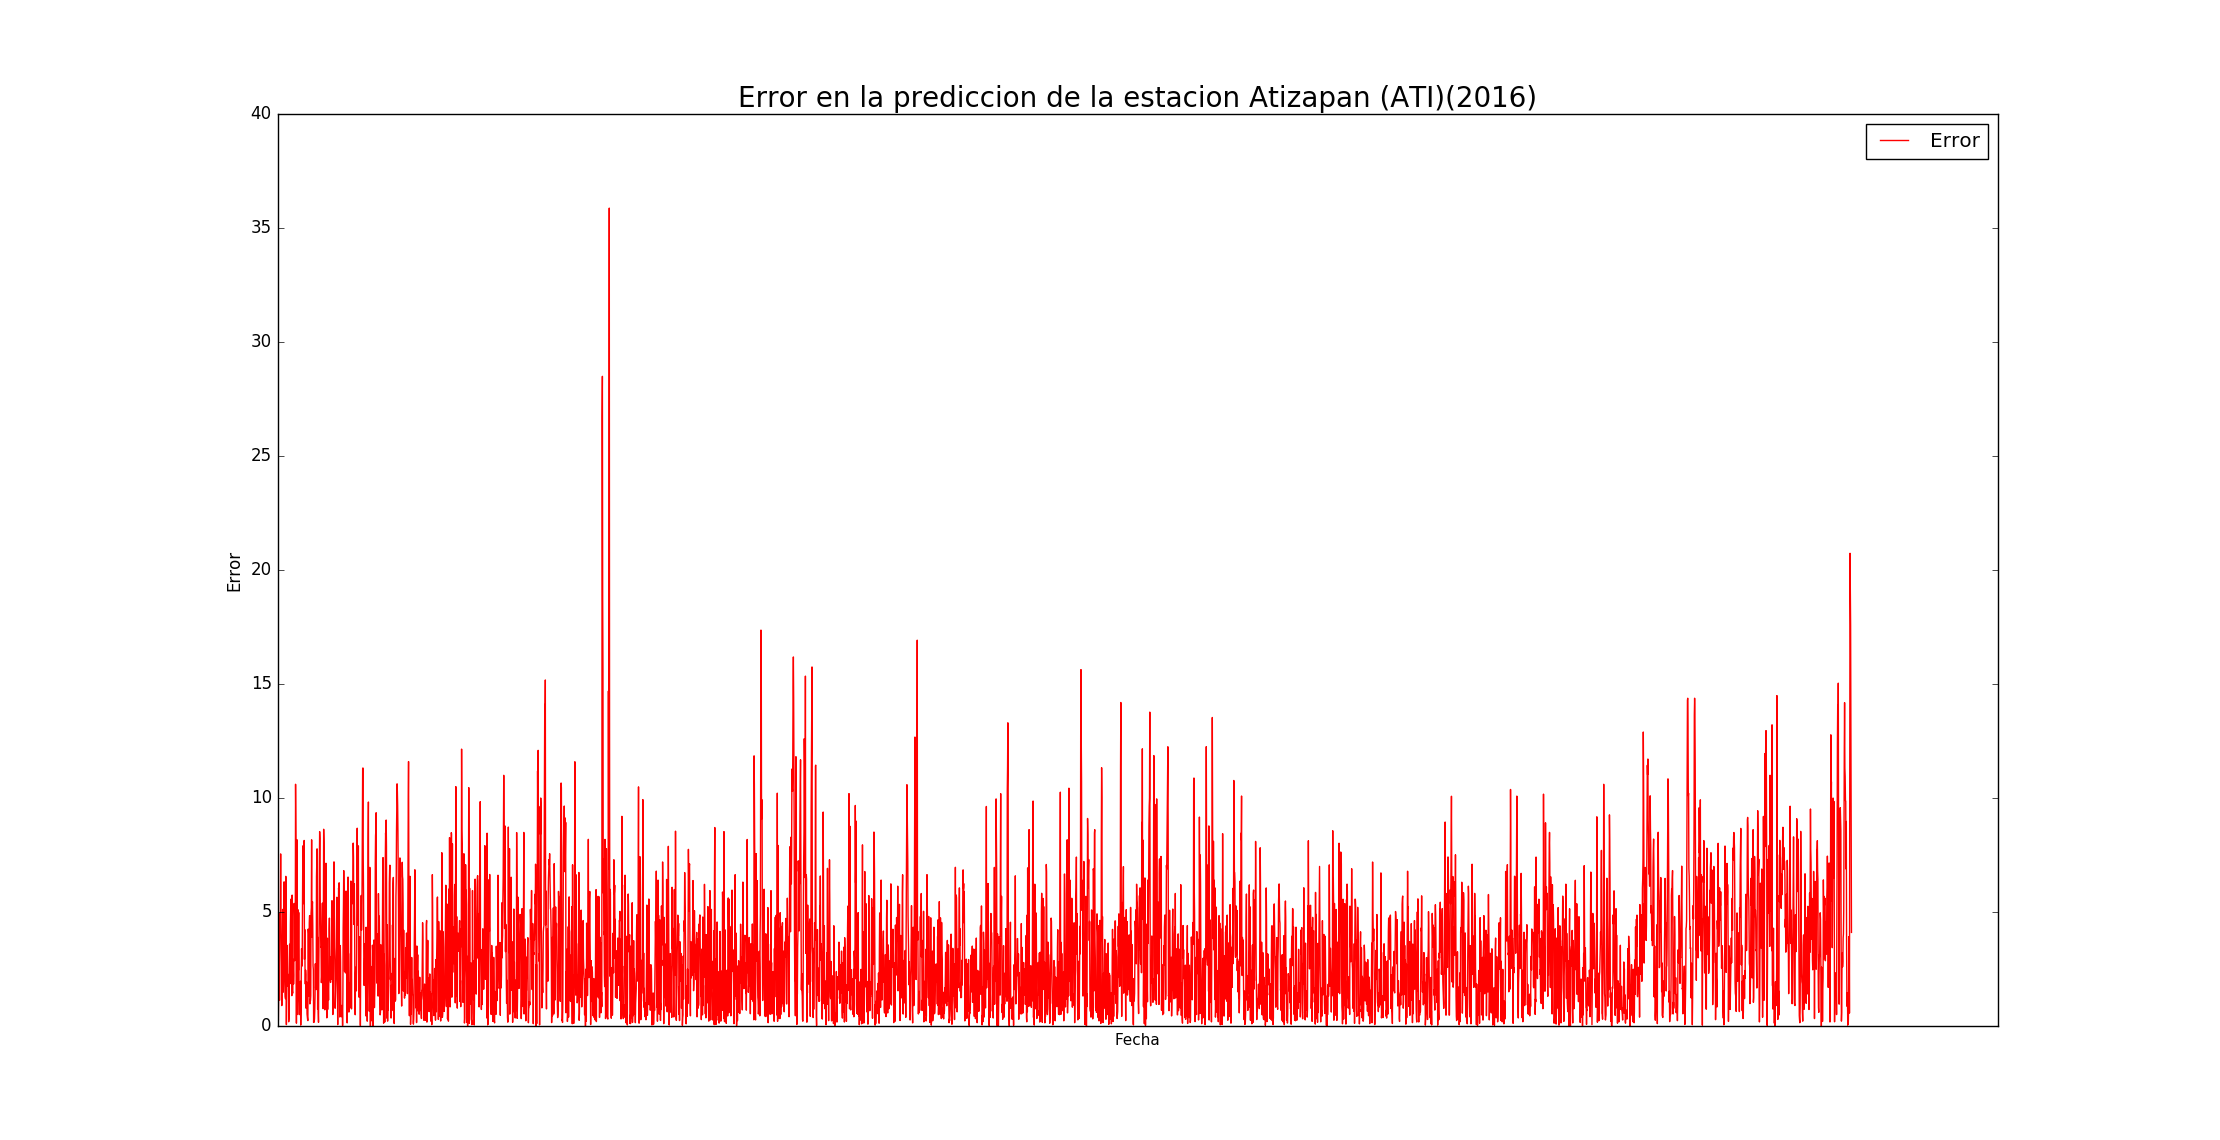 Error en la prediccion de la estacion Atizapan (ATI)(2016)
Error
40
35
30
25
20
15
10
5
0
Error
Fecha